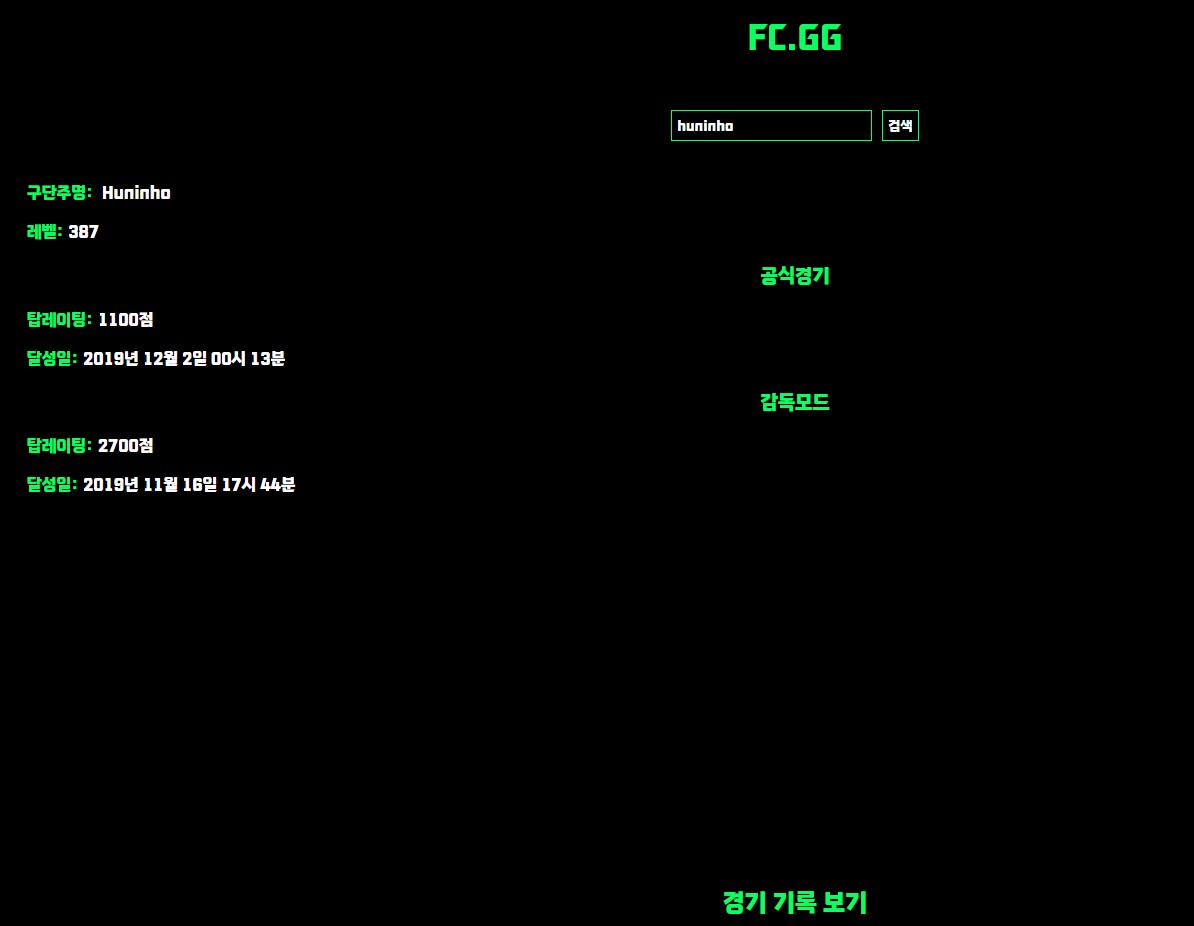 FC.GG
huninho 검색
구단주명: Huninho
레벨: 387
공식경기
탑레이팅: 1100점
달성일: 2019년 12월 2일 00시 13분
감독모드
탑레이팅: 2700점
달성일: 2019년 11월 16일 17시 44분
경기 기록 보기